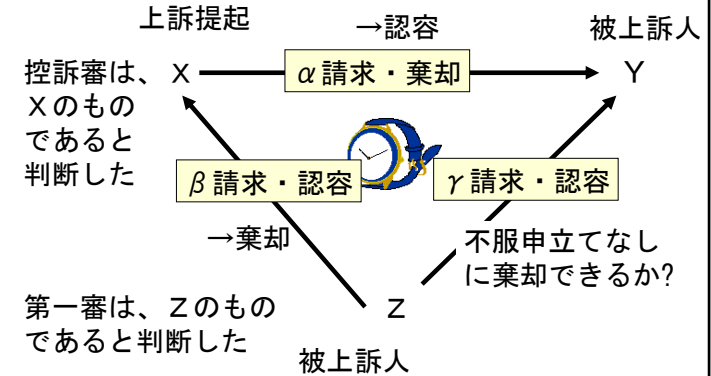 上訴提起
→認容
被上訴人
控訴審は、
Xのもの
であると
判断した
X
α請求・棄却
Y
β請求・認容
γ請求・認容
→棄却
不服申立てなし
に棄却できるか?
第一審は、Zのもの
であると判断した
Z
被上訴人